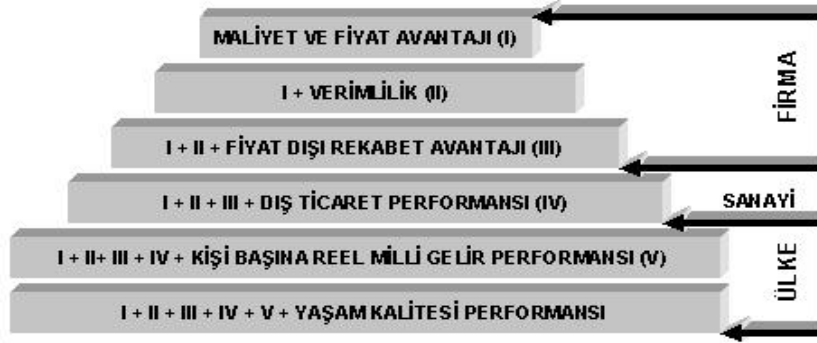 MALİYET VE FİYAT AVANTAJI (I)
I + VERİMLİLİK (II)
I + II + FİYAT DIŞI REKABET AVANTAJI (III)
I + II + III + DIŞ TİCARET PERFORMANSI (IV)
I + II+ III + IV + KİŞİ BAŞINA REEL MİLLİ GELİR PERFORMANSI (V)
I + II + III + IV + V + YAŞAM KALİTESİ PERFORMANSI
FİRMA
SANAYİ
ÜLKE